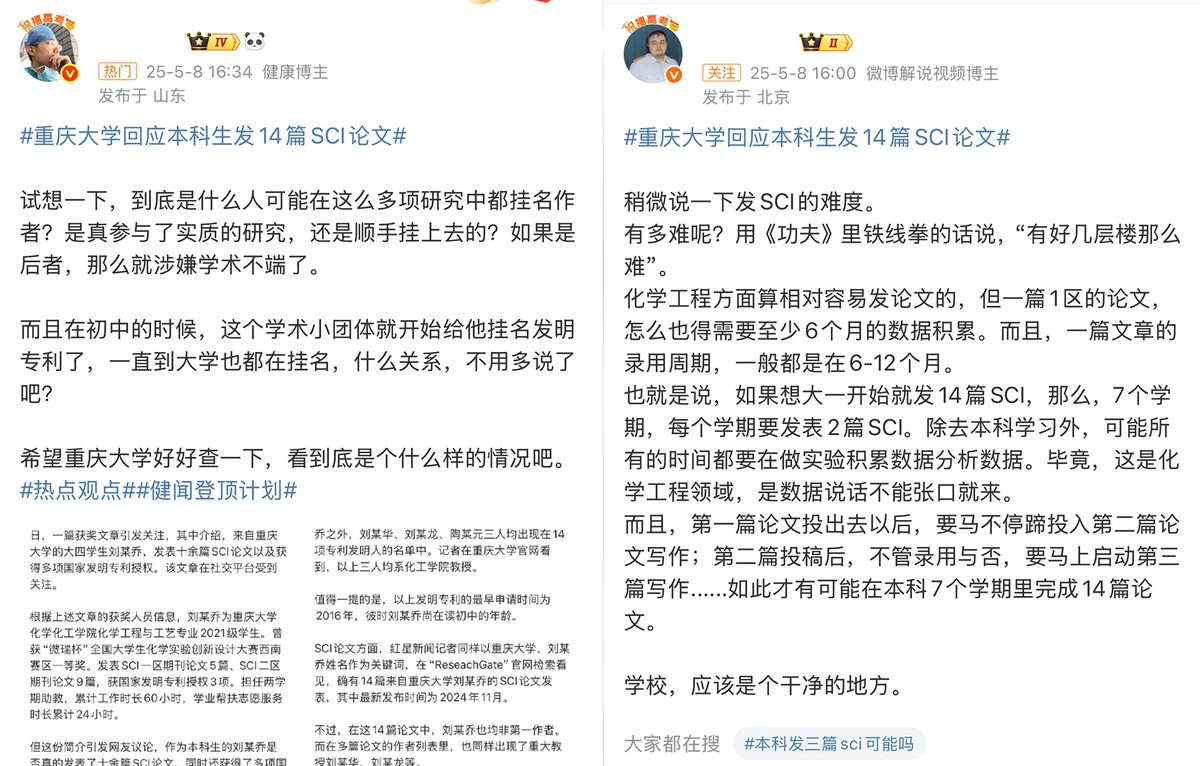 祝福高考
IV
热门 25-5-8 16:34 健康博主
发布于 山东
#重庆大学回应本科生发14篇SCI论文#
试想一下，到底是什么人可能在这么多项研究中都挂名作
者？是真参与了实质的研究，还是顺手挂上去的？如果是
后者，那么就涉嫌学术不端了。
而且在初中的时候，这个学术小团体就开始给他挂名发明
专利了，一直到大学也都在挂名，什么关系，不用多说了
吧？
希望重庆大学好好查一下，看到底是个什么样的情况吧。
#热点观点##健闻登顶计划#
日，一篇获奖文章引发关注，其中介绍，来自重庆
大学的大四学生刘某乔，发表十余篇SCI论文以及获
得多项国家发明专利授权。该文章在社交平台受到
关注。
根据上述文章的获奖人员信息，刘某乔为重庆大学
化学化工学院化学工程与工艺专业2021级学生。曾
获“微瑞杯”全国大学生化学实验创新设计大赛西南
赛区一等奖。发表SCI一区期刊论文5篇、SCI二区
期刊论文9篇，获国家发明专利授权3项。担任两学
期助教，累计工作时长60小时，学业帮扶志愿服务
时长累计24小时。
但这份简介引发网友议论，作为本科生的刘某乔是
否真的发表了十余篇SCI论文，同时还获得了多项国
乔之外，刘某华、刘某龙、陶某元三人均出现在14
项专利发明人的名单中。记者在重庆大学官网看
到，以上三人均系化工学院教授。
值得一提的是，以上发明专利的最早申请时间为
2016年，彼时刘某乔尚在读初中的年龄。
SCI论文方面，红星新闻记者同样以重庆大学、刘某
乔姓名作为关键词，在“ReseachGate”官网检索看
见，确有14篇来自重庆大学刘某乔的SCI论文发
表，其中最新发布时间为2024年11月。
不过，在这14篇论文中，刘某乔也均非第一作者。
而在多篇论文的作者列表里，也同样出现了重大教
授刘某华、刘某龙等。
祝福高考
II
关注 25-5-8 16:00 微博解说视频博主
发布于 北京
#重庆大学回应本科生发14篇SCI论文#
稍微说一下发SCI的难度。
有多难呢？用《功夫》里铁线拳的话说，“有好几层楼那么
难”。
化学工程方面算相对容易发论文的，但一篇1区的论文，
怎么也得需要至少6个月的数据积累。而且，一篇文章的
录用周期，一般都是在6-12个月。
也就是说，如果想大一开始就发14篇SCI，那么，7个学
期，每个学期要发表2篇SCI。除去本科学习外，可能所
有的时间都要在做实验积累数据分析数据。毕竟，这是化
学工程领域，是数据说话不能张口就来。
而且，第一篇论文投出去以后，要马不停蹄投入第二篇论
文写作；第二篇投稿后，不管录用与否，要马上启动第三
篇写作......如此才有可能在本科7个学期里完成14篇论
文。
学校，应该是个干净的地方。
大家都在搜 #本科发三篇sci可能吗